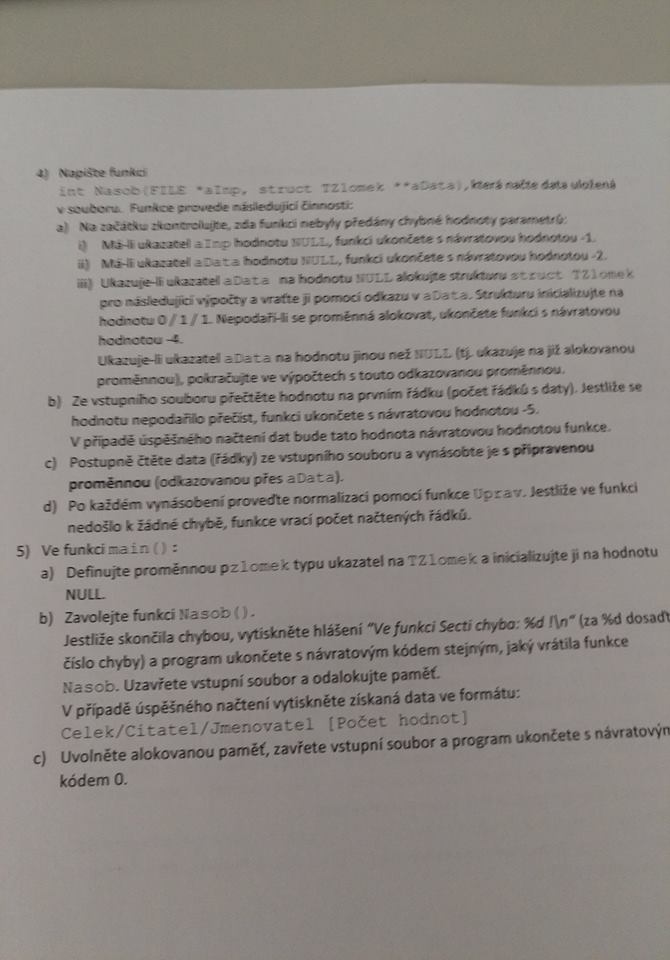 4) Napište funkci
int Nasob(FILE *aInp, struct TZlomek **aData), která načte data uložená
v souboru. Funkce provede následující činnosti:
a) Na začátku zkontrolujte, zda funkci nebyly předány chybné hodnoty parametrů:
i) Má-li ukazatel aInp hodnotu NULL, funkci ukončete s návratovou hodnotou -1.
ii) Má-li ukazatel aData hodnotu NULL, funkci ukončete s návratovou hodnotou -2.
iii) Ukazuje-li ukazatel aData na hodnotu NULL alokujte strukturu struct TZlomek
pro následující výpočty a vraťte ji pomocí odkazu v aData. Strukturu inicializujte na
hodnotu 0 / 1 / 1. Nepodaří-li se proměnná alokovat, ukončete funkci s návratovou
hodnotou -4.
Ukazuje-li ukazatel aData na hodnotu jinou než NULL (tj. ukazuje na již alokovanou
proměnnou), pokračujte ve výpočtech s touto odkazovanou proměnnou.
b) Ze vstupního souboru přečtěte hodnotu na prvním řádku (počet řádků s daty). Jestliže se
hodnotu nepodařilo přečíst, funkci ukončete s návratovou hodnotou -5.
V případě úspěšného načtení dat bude tato hodnota návratovou hodnotou funkce.
c) Postupně čtěte data (řádky) ze vstupního souboru a vynásobte je s připravenou
proměnnou (odkazovanou přes aData).
d) Po každém vynásobení proveďte normalizaci pomocí funkce Uprav. Jestliže ve funkci
nedošlo k žádné chybě, funkce vrací počet načtených řádků.
5) Ve funkci main():
a) Definujte proměnnou pzlomek typu ukazatel na TZlomek a inicializujte ji na hodnotu
NULL.
b) Zavolejte funkci Nasob().
Jestliže skončila chybou, vytiskněte hlášení "Ve funkci Secti chyba: %d !\n" (za %d dosaďt
číslo chyby) a program ukončete s návratovým kódem stejným, jaký vrátila funkce
Nasob. Uzavřete vstupní soubor a odalokujte paměť.
V případě úspěšného načtení vytiskněte získaná data ve formátu:
Celek/Citatel/Jmenovatel [Počet hodnot]
c) Uvolněte alokovanou paměť, zavřete vstupní soubor a program ukončete s návratovým
kódem 0.